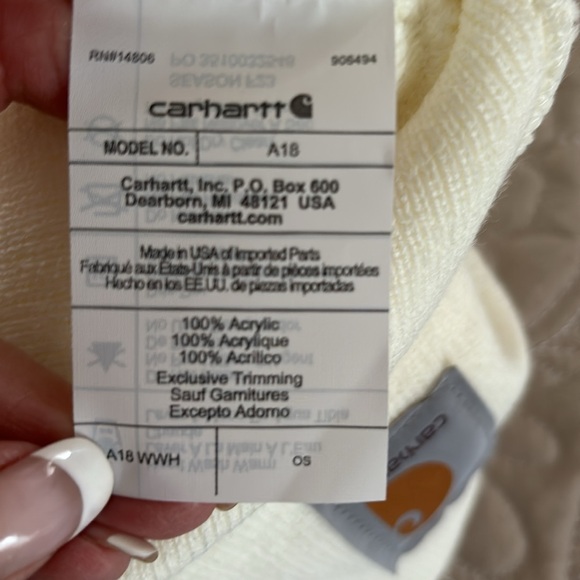 RN#14806 906494
carhartt
MODEL NO. A18
Carhartt, Inc. P.O. Box 600
Dearborn, MI 48121 USA
carhartt.com
Made in USA of Imported Parts
Fabriqué aux États-Unis à partir de pièces importées
Hecho en los EE.UU. de piezas importadas
100% Acrylic
100% Acrylique
100% Acrilico
Exclusive Trimming
Sauf Garnitures
Excepto Adorno
A18 WWH OS
carhartt